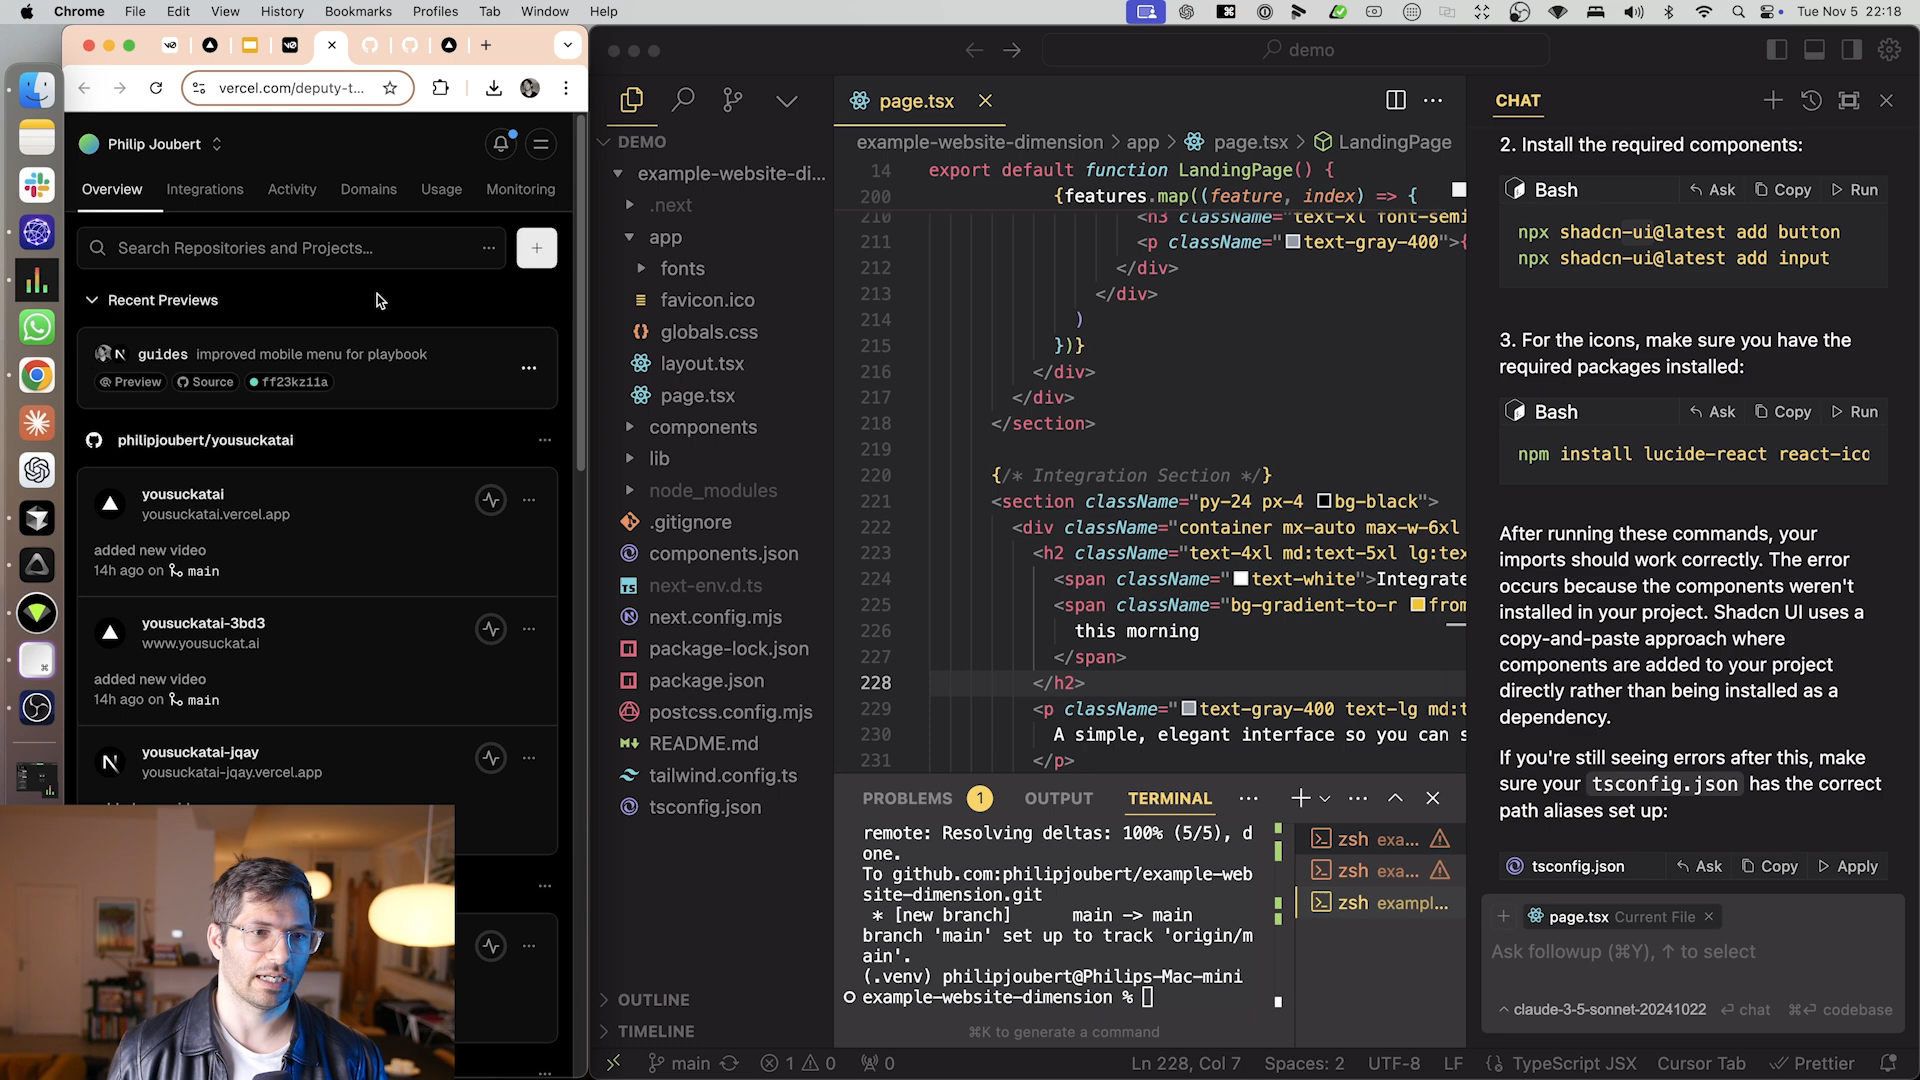 Chrome File Edit View History Bookmarks Profiles Tab Window Help
Tue Nov 5 22:18
vercel.com/deputy-t...
Philip Joubert
Overview Integrations Activity Domains Usage Monitoring
Search Repositories and Projects...
Recent Previews
guides improved mobile menu for playbook
Preview Source ff23kz11a
philipjoubert/yousuckatai
yousuckatai
yousuckatai.vercel.app
added new video
14h ago on main
yousuckatai-3bd3
www.yousuckat.ai
added new video
14h ago on main
yousuckatai-jqay
yousuckatai-jqay.vercel.app
demo
DEMO
example-website-di...
.next
app
fonts
favicon.ico
globals.css
layout.tsx
page.tsx
components
lib
node_modules
.gitignore
components.json
next-env.d.ts
next.config.mjs
package-lock.json
package.json
postcss.config.mjs
README.md
tailwind.config.ts
tsconfig.json
OUTLINE
TIMELINE
page.tsx
example-website-dimension > app > page.tsx > LandingPage
14 export default function LandingPage() {
200 {features.map((feature, index) => {
210 <h3 className="text-xl font-semi
211 <p className="text-gray-400">{
212 </div>
213 </div>
214 )
215 })}
216 </div>
217 </div>
218 </section>
219
220 {/* Integration Section */}
221 <section className="py-24 px-4 bg-black">
222 <div className="container mx-auto max-w-6xl
223 <h2 className="text-4xl md:text-5xl lg:tex
224 <span className="text-white">Integrate
225 <span className="bg-gradient-to-r from
226 this morning
227 </span>
228 </h2>
229 <p className="text-gray-400 text-lg md:t
230 A simple, elegant interface so you can s
231 </p>
PROBLEMS 1 OUTPUT TERMINAL
remote: Resolving deltas: 100% (5/5), d
one.
To github.com:philipjoubert/example-web
site-dimension.git
* [new branch] main -> main
branch 'main' set up to track 'origin/m
ain'.
(.venv) philipjoubert@Philips-Mac-mini
example-website-dimension %
⌘K to generate a command
zsh exa...
zsh exa...
zsh exampl...
CHAT
2. Install the required components:
Bash Ask Copy Run
npx shadcn-ui@latest add button
npx shadcn-ui@latest add input
3. For the icons, make sure you have the
required packages installed:
Bash Ask Copy Run
npm install lucide-react react-ico
After running these commands, your
imports should work correctly. The error
occurs because the components weren't
installed in your project. Shadcn UI uses a
copy-and-paste approach where
components are added to your project
directly rather than being installed as a
dependency.
If you're still seeing errors after this, make
sure your tsconfig.json has the correct
path aliases set up:
tsconfig.json Ask Copy Apply
page.tsx Current File
Ask followup (⌘Y), ↑ to select
claude-3-5-sonnet-20241022 chat codebase
main 1 0 0
Ln 228, Col 7 Spaces: 2 UTF-8 LF TypeScript JSX Cursor Tab Prettier